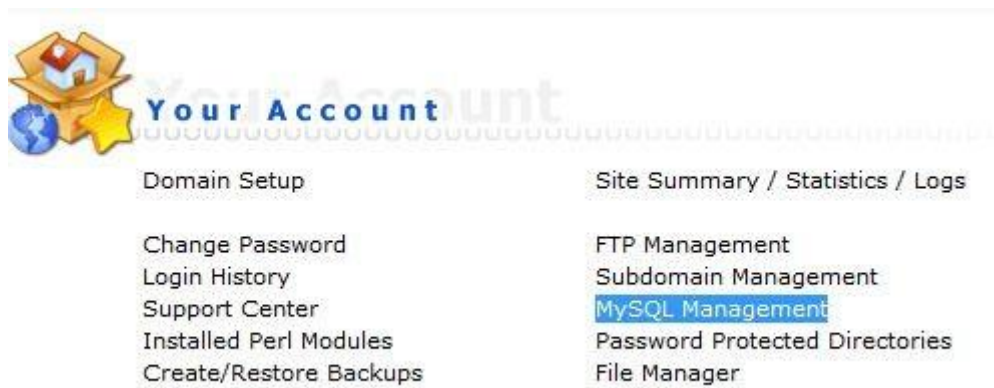 Your Account
Domain Setup
Site Summary / Statistics / Logs
Change Password
FTP Management
Login History
Subdomain Management
Support Center
MySQL Management
Installed Perl Modules
Password Protected Directories
Create/Restore Backups
File Manager